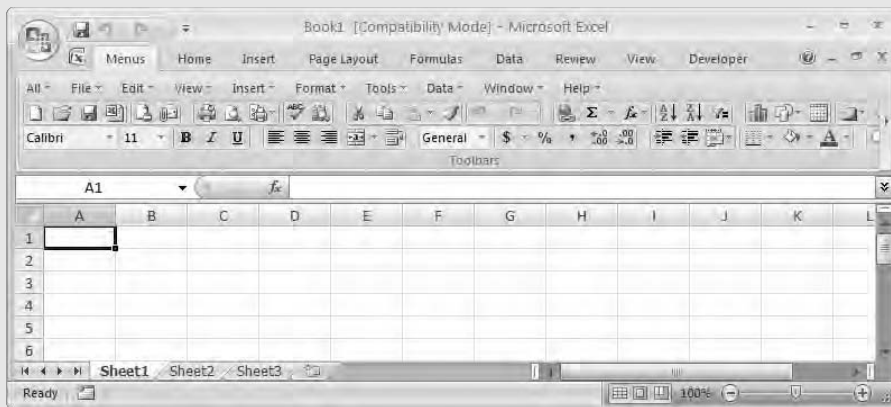 Book1 [Compatibility Mode] - Microsoft Excel
Menus Home Insert Page Layout Formulas Data Review View Developer
All File Edit View Insert Format Tools Data Window Help
ABC Σ fx
Calibri 11 B I U General $ % , A
Toolbars
A1 fx
A B C D E F G H I J K L
1
2
3
4
5
6
Sheet1 Sheet2 Sheet3
Ready 100%